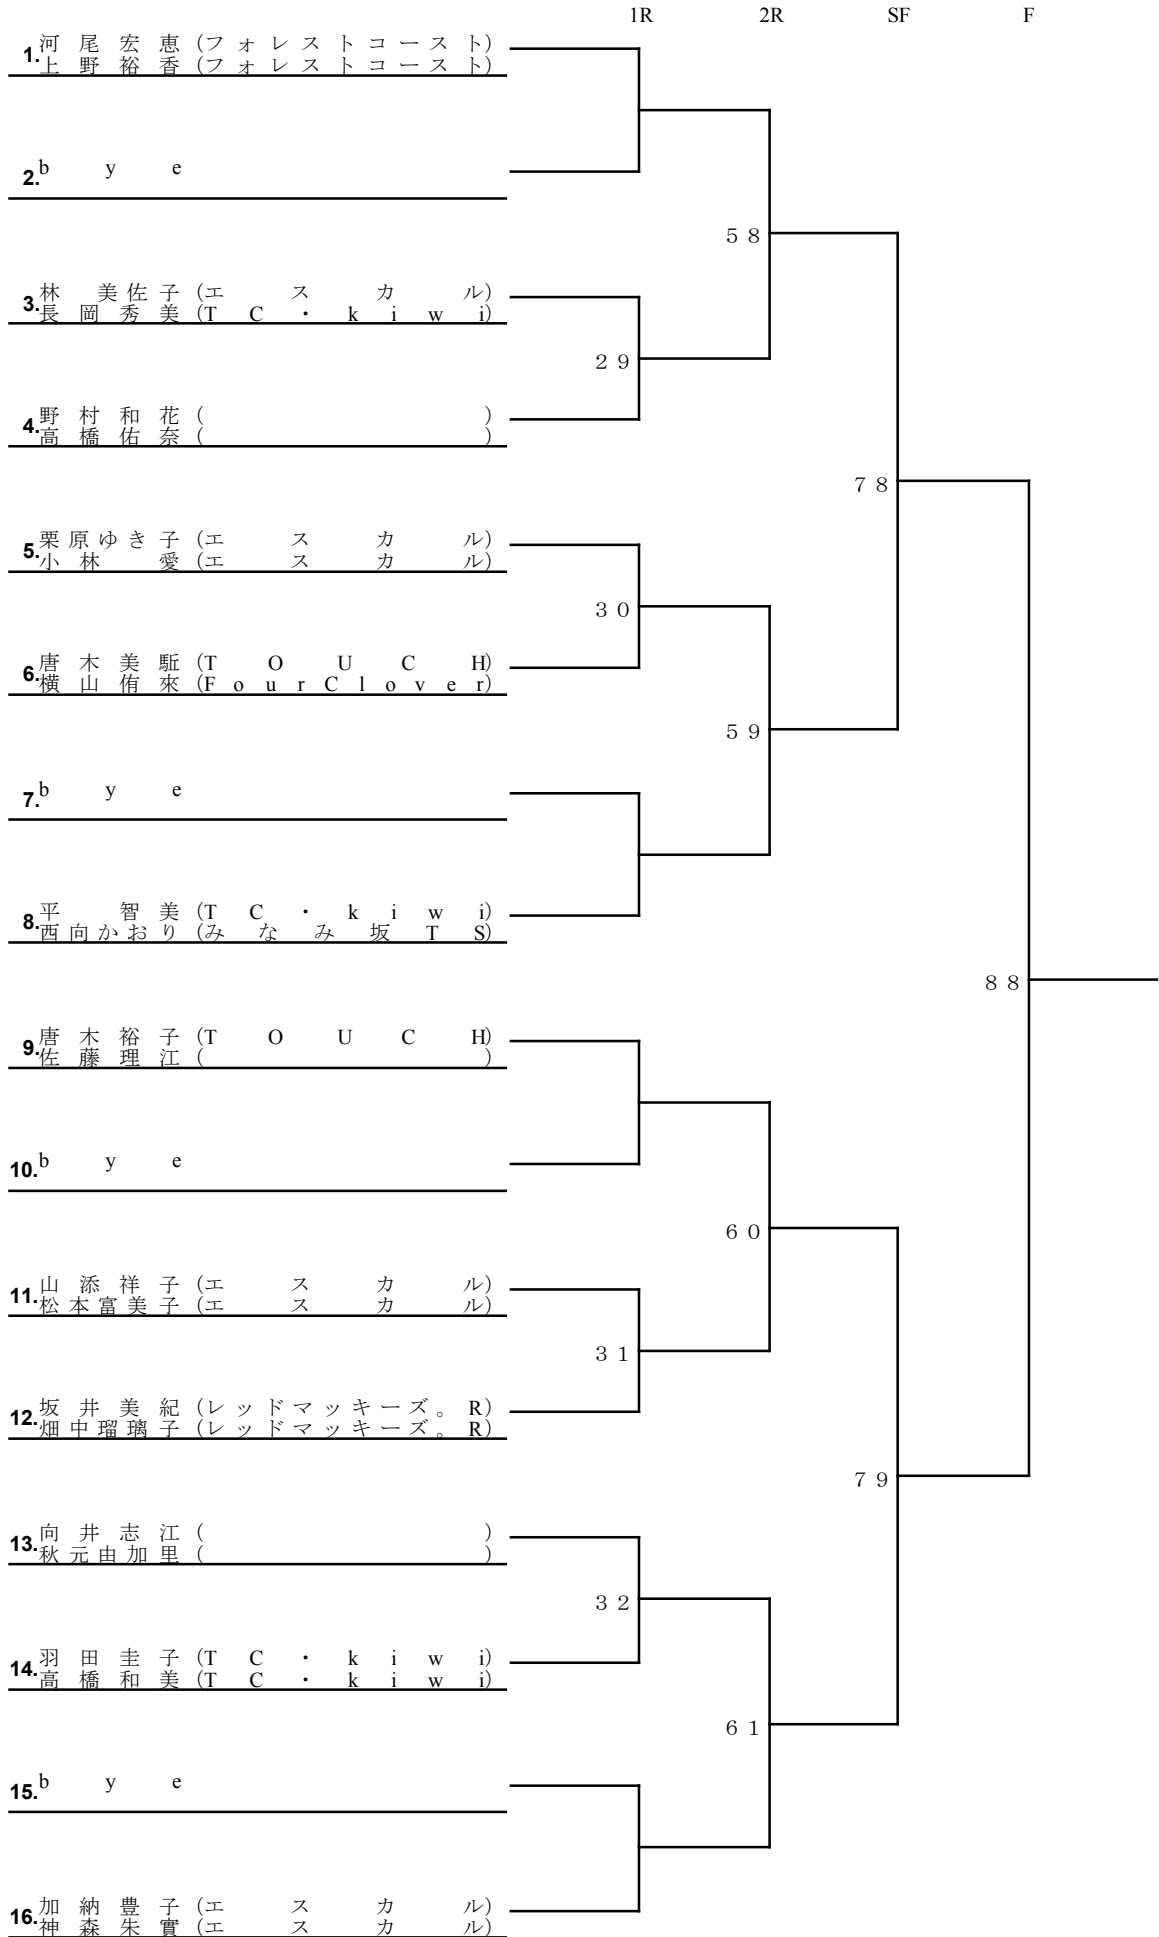 1R 2R SF F
1. 河尾宏恵 (フォレストコースト)
上野裕香 (フォレストコースト)
2. bye
58
3. 林 美佐子 (エスカル)
長岡秀美 (TC・kiwi)
29
4. 野村和花 ( )
高橋佑奈 ( )
78
5. 栗原ゆき子 (エスカル)
小林 愛 (エスカル)
30
6. 唐木美駈 (TOUCH)
横山侑來 (FourClover)
59
7. bye
8. 平 智美 (TC・kiwi)
西向かおり (みなみ坂TS)
88
9. 唐木裕子 (TOUCH)
佐藤理江 ( )
10. bye
60
11. 山添祥子 (エスカル)
松本富美子 (エスカル)
31
12. 坂井美紀 (レッドマッキーズ。R)
畑中瑠璃子 (レッドマッキーズ。R)
79
13. 向井志江 ( )
秋元由加里 ( )
32
14. 羽田圭子 (TC・kiwi)
高橋和美 (TC・kiwi)
61
15. bye
16. 加納豊子 (エスカル)
神森朱實 (エスカル)